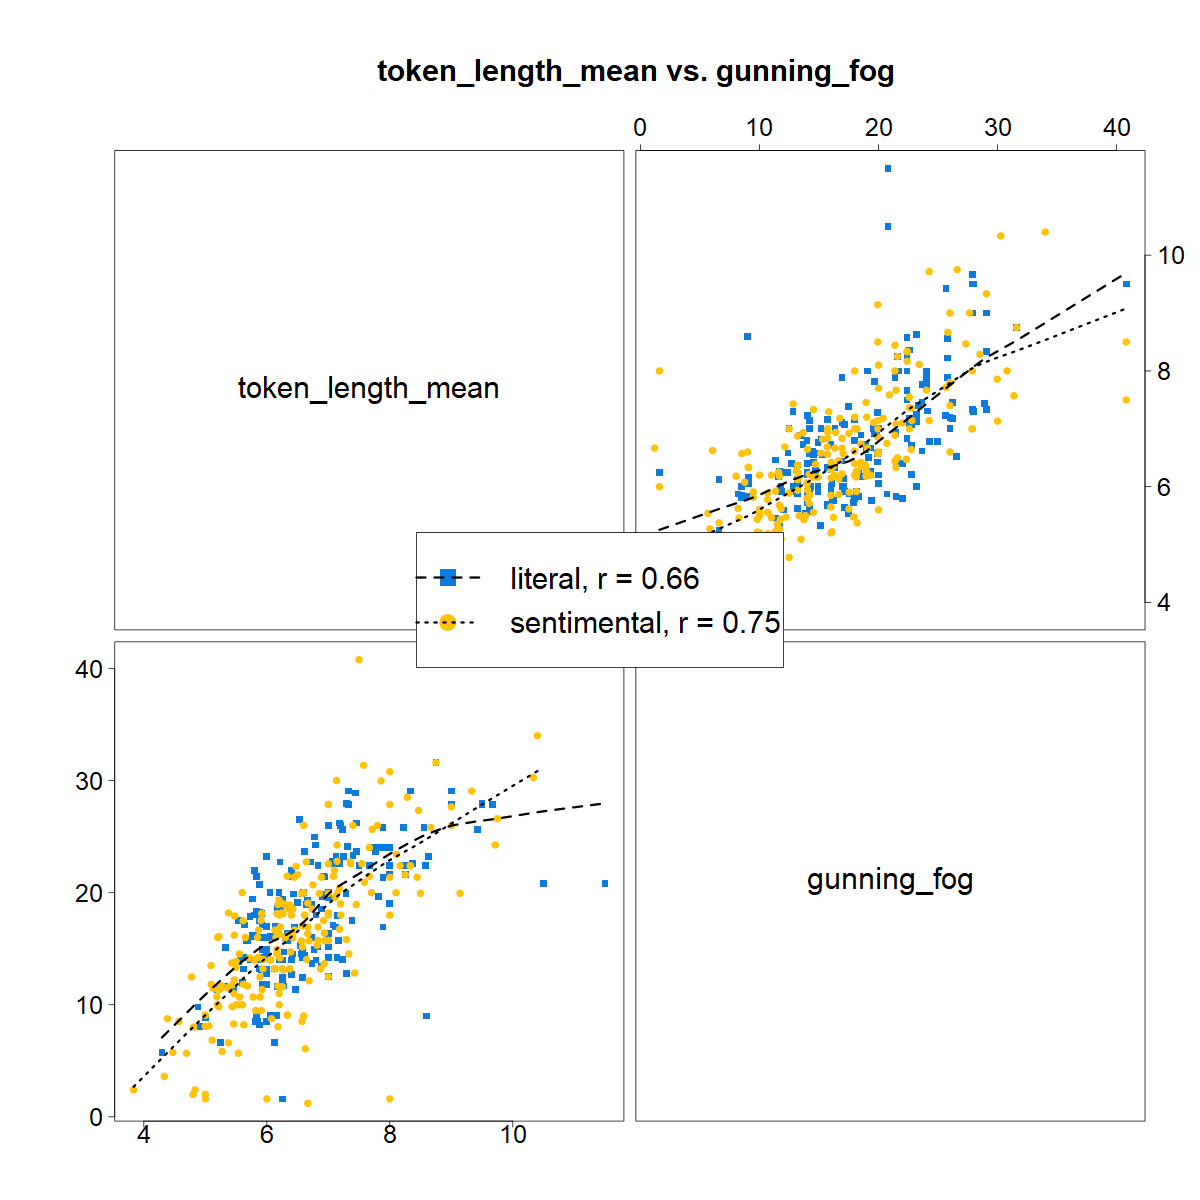 token_length_mean vs. gunning_fog
0 10 20 30 40
token_length_mean
10
8
6
4
literal, r = 0.66
sentimental, r = 0.75
40
30
20
10
0
gunning_fog
4 6 8 10